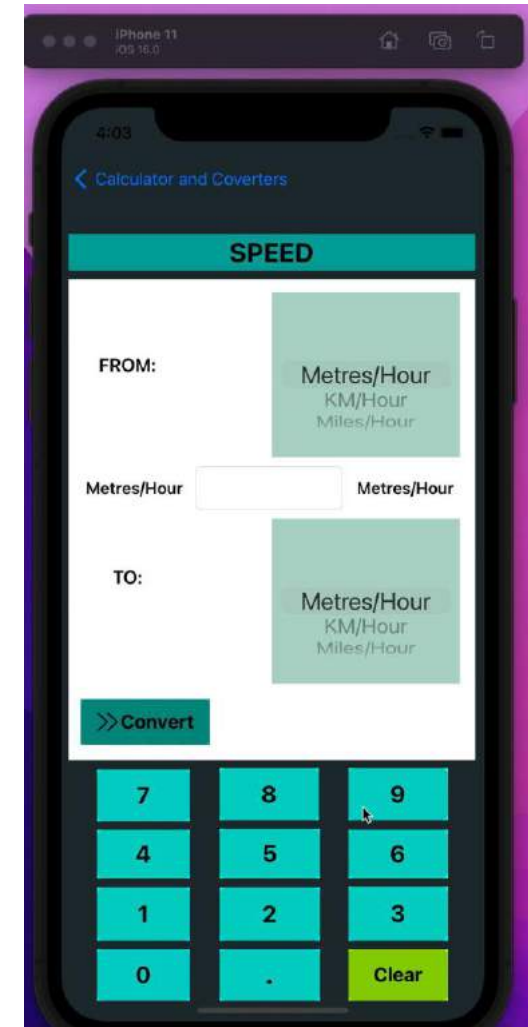 iPhone 11
iOS 16.0
4:03
Calculator and Coverters
SPEED
FROM:
Metres/Hour
KM/Hour
Miles/Hour
Metres/Hour Metres/Hour
TO:
Metres/Hour
KM/Hour
Miles/Hour
Convert
7 8 9
4 5 6
1 2 3
0 . Clear